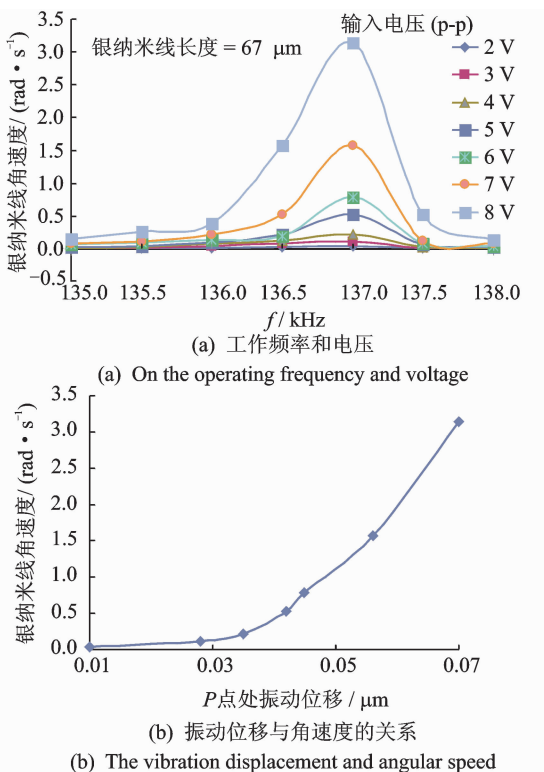 输入电压 (p-p)
银纳米线长度 = 67 μm
2 V
3 V
4 V
5 V
6 V
7 V
8 V
银纳米线角速度/ (rad • s⁻¹)
3.5
3.0
2.5
2.0
1.5
1.0
0.5
0.0
−0.5
135.0 135.5 136.0 136.5 137.0 137.5 138.0
f / kHz
(a) 工作频率和电压
(a) On the operating frequency and voltage
银纳米线角速度/ (rad • s⁻¹)
3.5
3.0
2.5
2.0
1.5
1.0
0.5
0.0
0.01 0.03 0.05 0.07
P点处振动位移 / μm
(b) 振动位移与角速度的关系
(b) The vibration displacement and angular speed